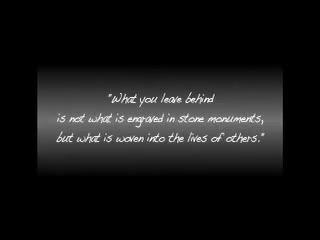 "What you leave behind
is not what is engraved in stone monuments,
but what is woven into the lives of others."